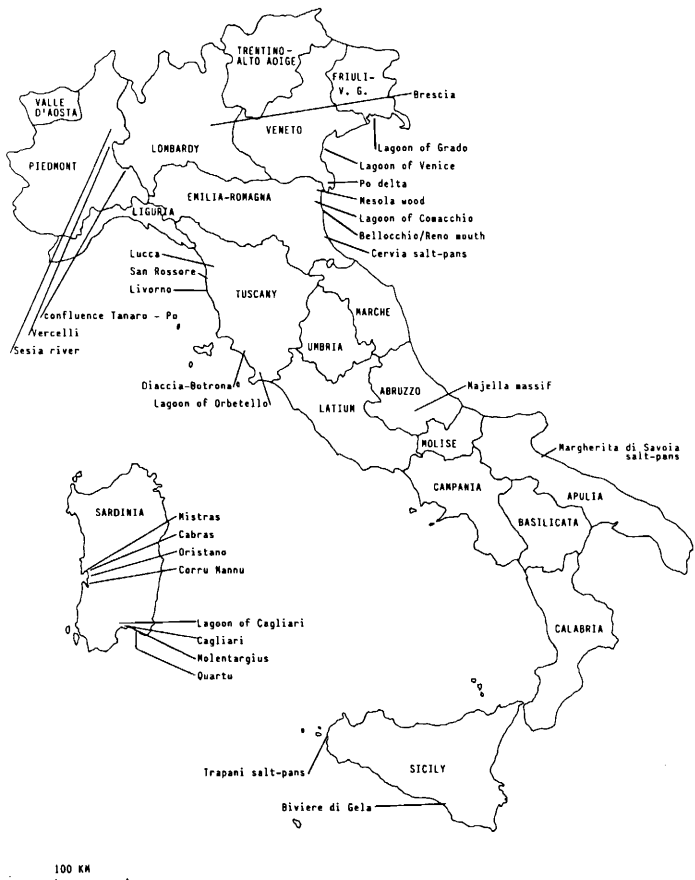 TRENTINO-
ALTO ADIGE
FRIULI-
V. G.
Brescia
VALLE
D'AOSTA
VENETO
Lagoon of Grado
LOMBARDY
PIEDMONT
Lagoon of Venice
Po delta
EMILIA-ROMAGNA
Mesola wood
LIGURIA
Lagoon of Comacchio
Bellocchio/Reno mouth
Cervia salt-pans
Lucca
San Rossore
Livorno
TUSCANY
confluence Tanaro - Po
MARCHE
Vercelli
Sesia river
UMBRIA
Diaccia-Botrona
Lagoon of Orbetello
LATIUM
ABRUZZO
Majella massif
MOLISE
Margherita di Savoia
salt-pans
CAMPANIA
APULIA
BASILICATA
SARDINIA
Mistras
Cabras
Oristano
Corru Mannu
Lagoon of Cagliari
Cagliari
Molentargius
Quartu
CALABRIA
Trapani salt-pans
SICILY
Biviere di Gela
100 KM